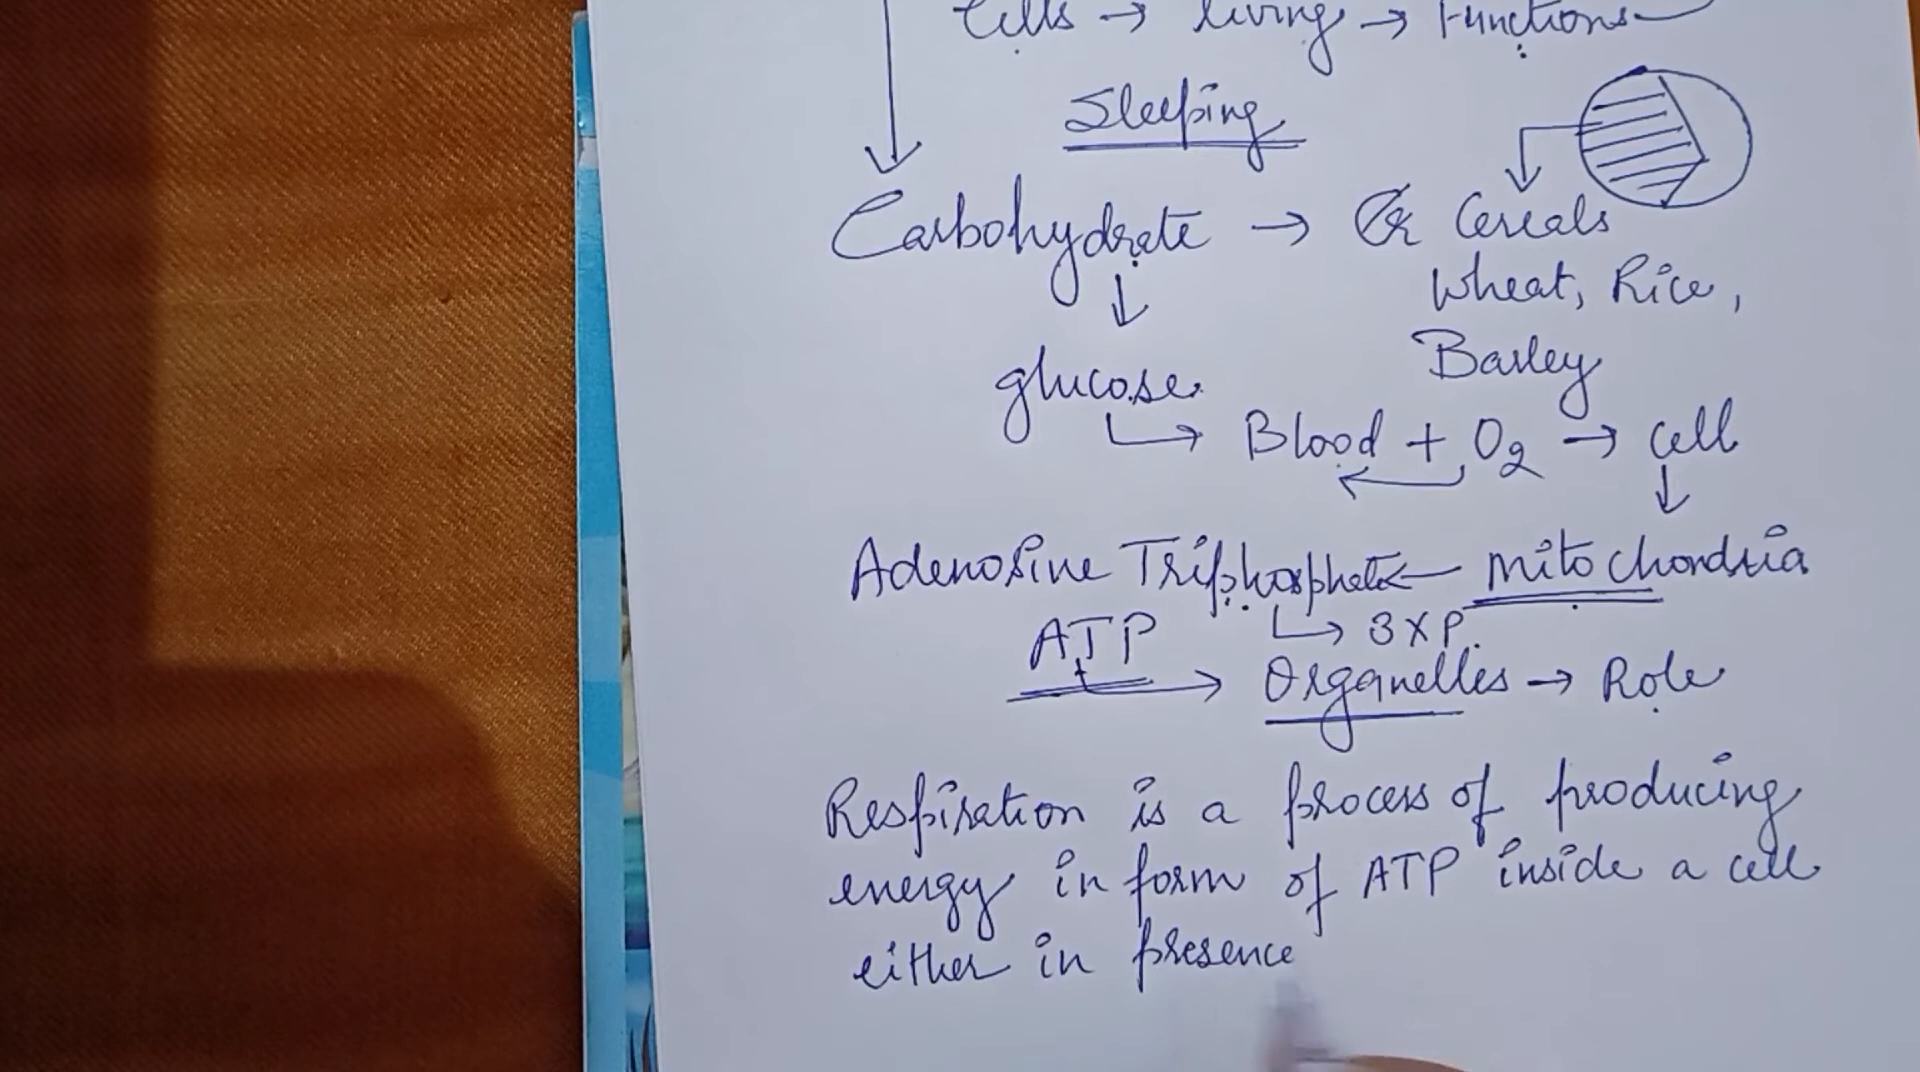 Cells → living → Functions
Sleeping
Carbohydrate → Cereals
Wheat, Rice,
Barley
↓
glucose
↳ Blood + O2 → cell
↓
Adenosine Triphosphate ← Mitochondria
↳ 3XP.
ATP
→ Organelles → Role
Respiration is a process of producing
energy in form of ATP inside a cell
either in presence